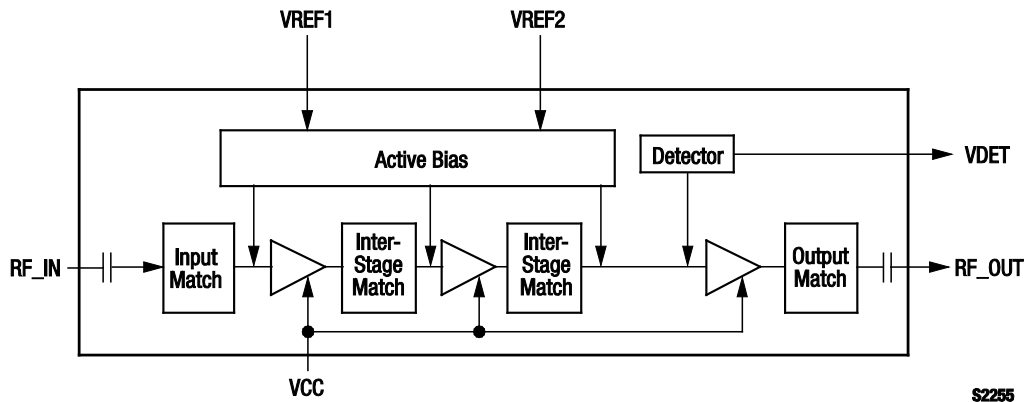 VREF1
VREF2
Active Bias
Detector
VDET
RF_IN
Input
Match
Inter-
Stage
Match
Inter-
Stage
Match
Output
Match
RF_OUT
VCC
S2255